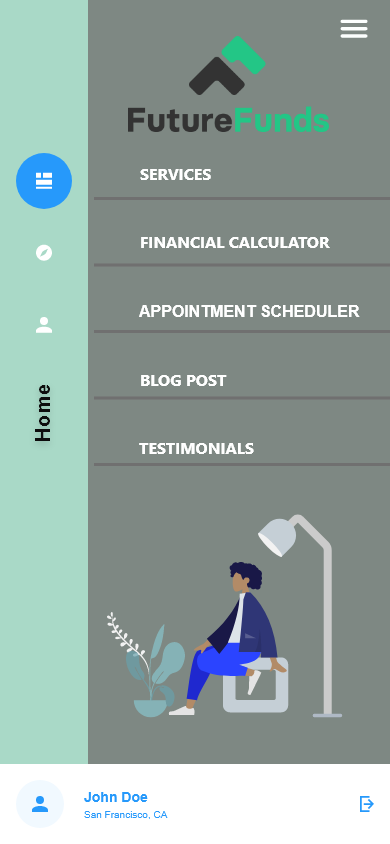 FutureFunds
SERVICES
FINANCIAL CALCULATOR
APPOINTMENT SCHEDULER
BLOG POST
Home
TESTIMONIALS
John Doe
San Francisco, CA